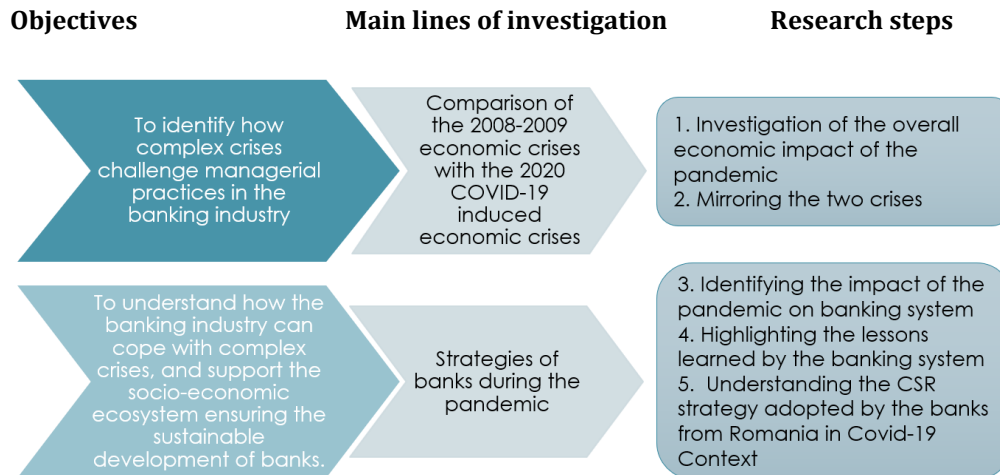 Objectives
Main lines of investigation
Research steps
To identify how
complex crises
challenge managerial
practices in the
banking industry
Comparison of
the 2008-2009
economic crises
with the 2020
COVID-19
induced
economic crises
1. Investigation of the overall
economic impact of the
pandemic
2. Mirroring the two crises
To understand how the
banking industry can
cope with complex
crises, and support the
socio-economic
ecosystem ensuring the
sustainable
development of banks.
Strategies of
banks during the
pandemic
3. Identifying the impact of the
pandemic on banking system
4. Highlighting the lessons
learned by the banking system
5. Understanding the CSR
strategy adopted by the banks
from Romania in Covid-19
Context